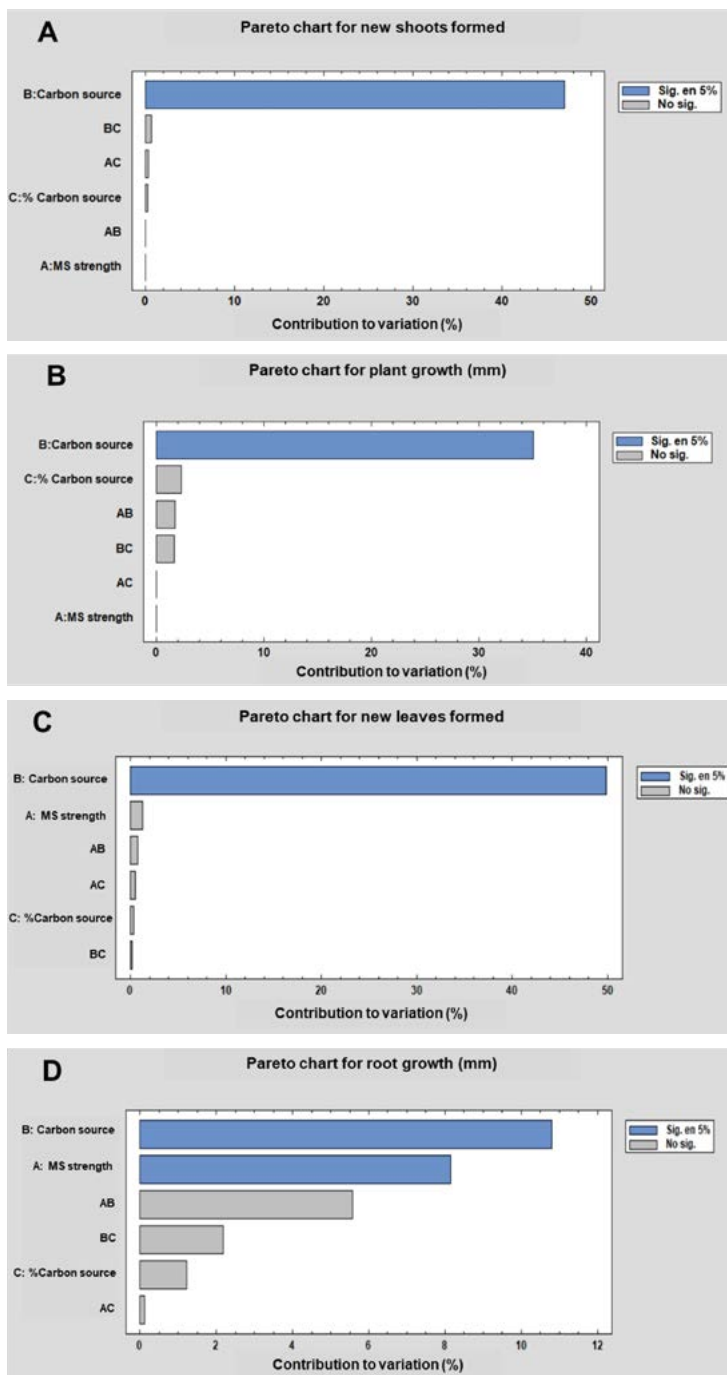 A
Pareto chart for new shoots formed
B:Carbon source
BC
AC
C:% Carbon source
AB
A:MS strength
Sig. en 5%
No sig.
0 10 20 30 40 50
Contribution to variation (%)
B
Pareto chart for plant growth (mm)
B:Carbon source
C:% Carbon source
AB
BC
AC
A:MS strength
Sig. en 5%
No sig.
0 10 20 30 40
Contribution to variation (%)
C
Pareto chart for new leaves formed
B: Carbon source
A: MS strength
AB
AC
C: %Carbon source
BC
Sig. en 5%
No sig.
0 10 20 30 40 50
Contribution to variation (%)
D
Pareto chart for root growth (mm)
B: Carbon source
A: MS strength
AB
BC
C: %Carbon source
AC
Sig. en 5%
No sig.
0 2 4 6 8 10 12
Contribution to variation (%)